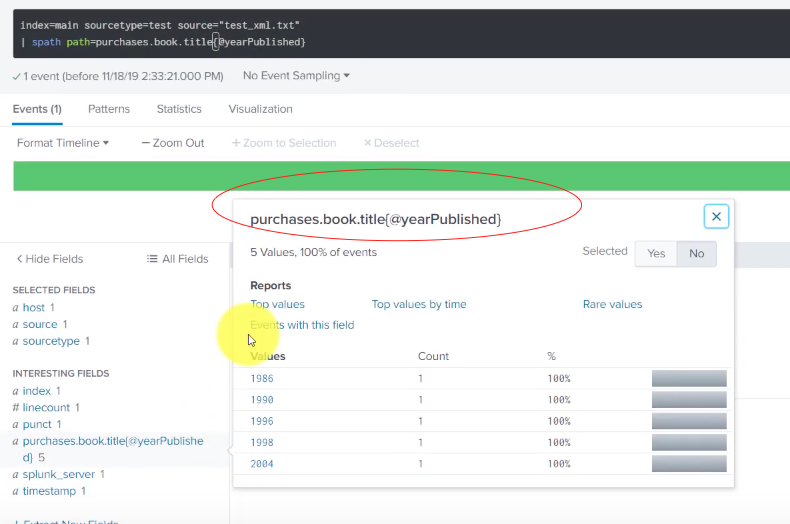 index=main sourcetype=test source="test_xml.txt"
| spath path=purchases.book.title{@yearPublished}
✓ 1 event (before 11/18/19 2:33:21.000 PM) No Event Sampling ▾
Events (1) Patterns Statistics Visualization
Format Timeline ▾ — Zoom Out + Zoom to Selection × Deselect
purchases.book.title{@yearPublished} ×
5 Values, 100% of events Selected Yes No
Reports
Top values Top values by time Rare values
Events with this field
Values Count %
1986 1 100%
1990 1 100%
1996 1 100%
1998 1 100%
2004 1 100%
< Hide Fields All Fields
SELECTED FIELDS
a host 1
a source 1
a sourcetype 1
INTERESTING FIELDS
a index 1
# linecount 1
a punct 1
a purchases.book.title{@yearPublishe
d} 5
a splunk_server 1
a timestamp 1
+ Extract New Fields